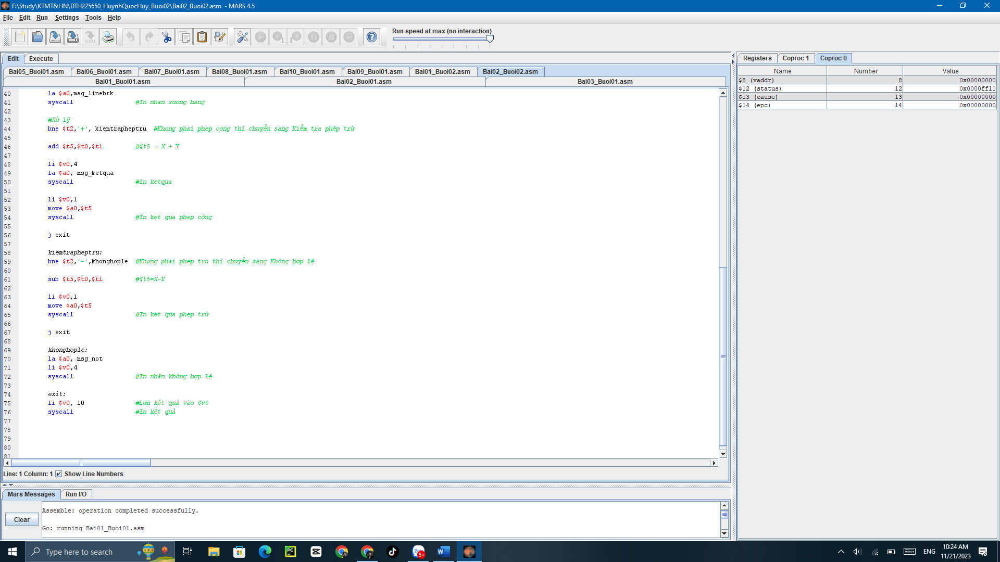 F:\Study\KTMT&HN\DTH225650_HuynhQuocHuy_Buoi02\Bai02_Buoi02.asm - MARS 4.5
File Edit Run Settings Tools Help
Run speed at max (no interaction)
Edit Execute
Bai05_Buoi01.asm Bai06_Buoi01.asm Bai07_Buoi01.asm Bai08_Buoi01.asm Bai10_Buoi01.asm Bai09_Buoi01.asm Bai01_Buoi02.asm Bai02_Buoi02.asm
Bai01_Buoi01.asm Bai02_Buoi01.asm Bai03_Buoi01.asm
40 la $a0,msg_linebrk
41 syscall #In nhan xuong hang
42
43 #Xử lý
44 bne $t2,'+', kiemtrapheptru #Khong phai phep cong thì chuyển sang Kiểm tra phép trừ
45
46 add $t5,$t0,$t1 #$t5 = X + Y
47
48 li $v0,4
49 la $a0, msg_ketqua
50 syscall #in ketqua
51
52 li $v0,1
53 move $a0,$t5
54 syscall #In ket qua phep cộng
55
56 j exit
57
58 kiemtrapheptru:
59 bne $t2,'-',khonghople #Khong phai phep tru thì chuyển sang Không hợp lệ
60
61 sub $t5,$t0,$t1 #$t5=X-Y
62
63 li $v0,1
64 move $a0,$t5
65 syscall #In ket qua phep trừ
66
67 j exit
68
69 khonghople:
70 la $a0, msg_not
71 li $v0,4
72 syscall #In nhãn không hợp lệ
73
74 exit:
75 li $v0, 10 #Lưu kết quả vào $v0
76 syscall #In kết quả
77
78
79
80
81
Line: 1 Column: 1 Show Line Numbers
Mars Messages Run I/O
Clear
Assemble: operation completed successfully.
Go: running Bai01_Buoi01.asm
Registers Coproc 1 Coproc 0
Name Number Value
$8 (vaddr) 8 0x00000000
$12 (status) 12 0x0000ff11
$13 (cause) 13 0x00000000
$14 (epc) 14 0x00000000
Type here to search
ENG
10:24 AM
11/21/2023